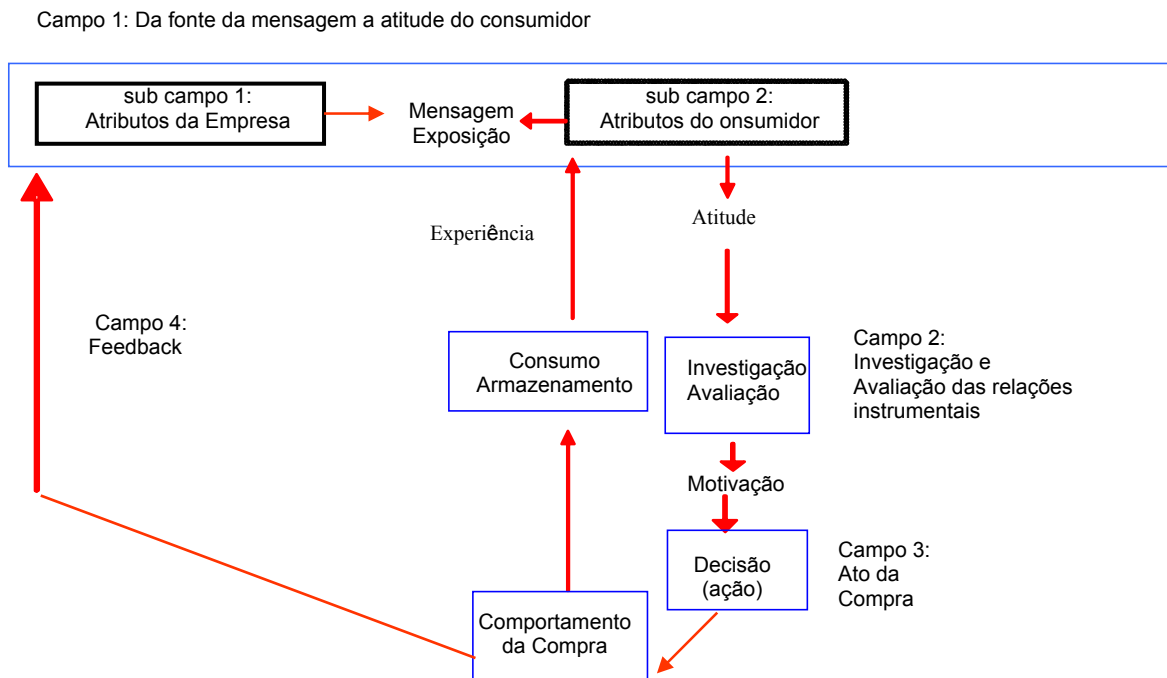 Campo 1: Da fonte da mensagem a atitude do consumidor
sub campo 1:
Atributos da Empresa
Mensagem
Exposição
sub campo 2:
Atributos do onsumidor
Experiência
Atitude
Campo 4:
Feedback
Consumo
Armazenamento
Investigação
Avaliação
Campo 2:
Investigação e
Avaliação das relações
instrumentais
Motivação
Decisão
(ação)
Campo 3:
Ato da
Compra
Comportamento
da Compra